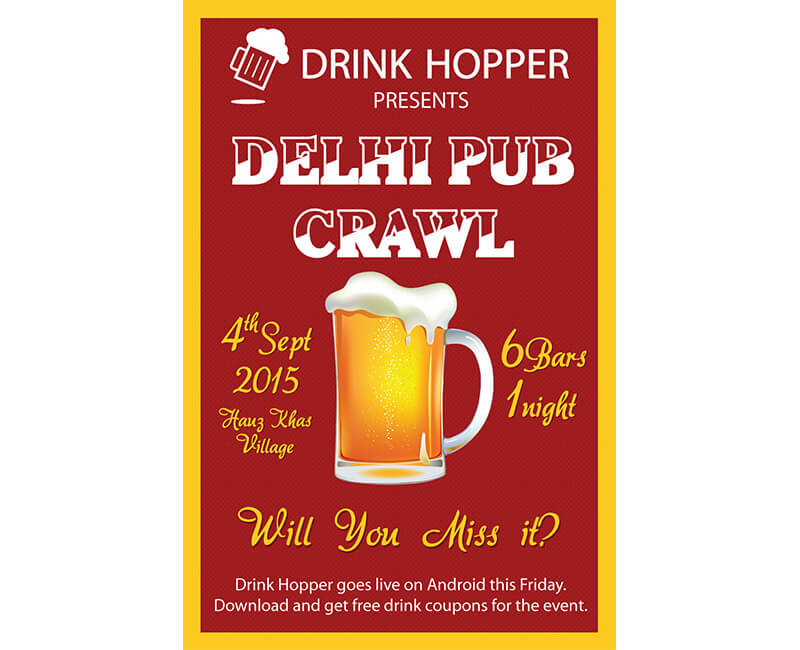 DRINK HOPPER
PRESENTS
DELHI PUB
CRAWL
4th Sept
2015
Hauz Khas
Village
6 Bars
1 night
Will You Miss it?
Drink Hopper goes live on Android this Friday.
Download and get free drink coupons for the event.